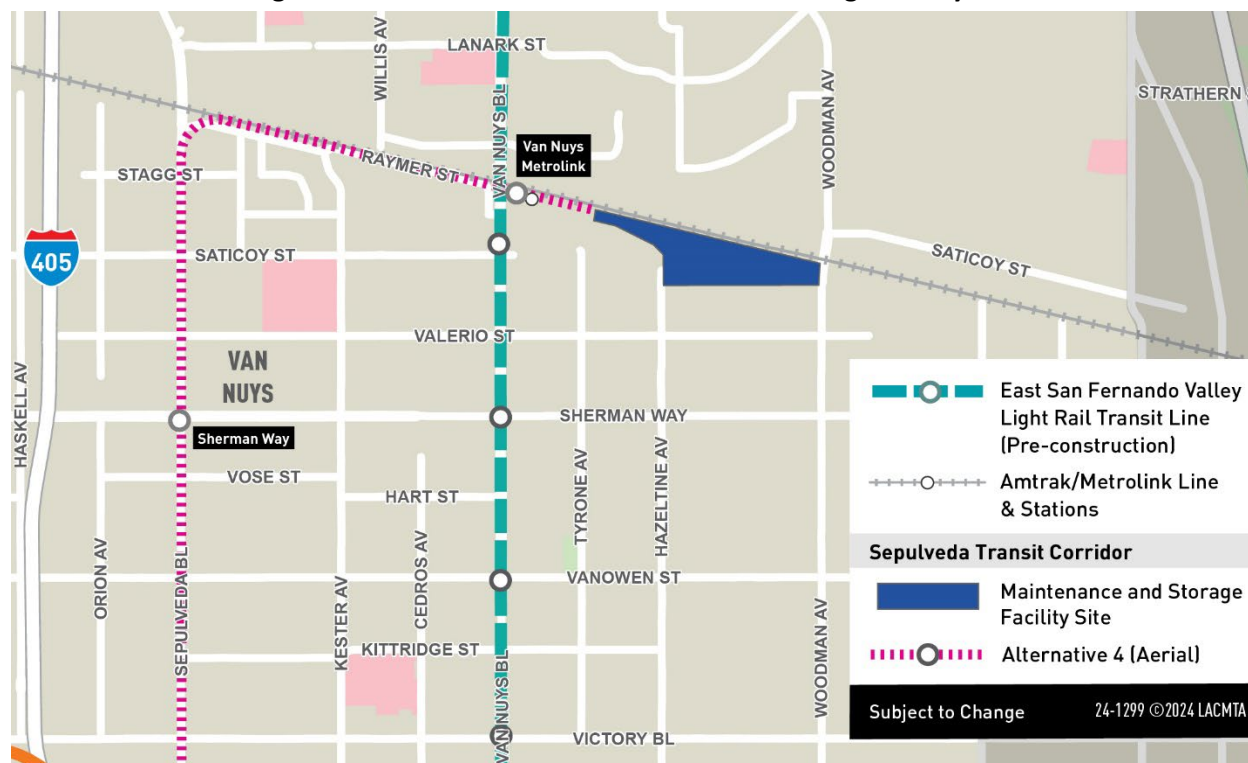 WILLIS AV
LANARK ST
VAN NUYS BL
WOODMAN AV
STRATHERN
Van Nuys
Metrolink
RAYMER ST
STAGG ST
405
SATICOY ST
SATICOY ST
VALERIO ST
VAN
NUYS
HASKELL AV
SHERMAN WAY
Sherman Way
VOSE ST
HART ST
TYRONE AV
HAZELTINE AV
ORION AV
SEPULVEDA BL
KESTER AV
CEDROS AV
VANOWEN ST
KITTRIDGE ST
WOODMAN AV
VAN NUYS BL
VICTORY BL
East San Fernando Valley
Light Rail Transit Line
(Pre-construction)
Amtrak/Metrolink Line
& Stations
Sepulveda Transit Corridor
Maintenance and Storage
Facility Site
Alternative 4 (Aerial)
Subject to Change 24-1299 ©2024 LACMTA